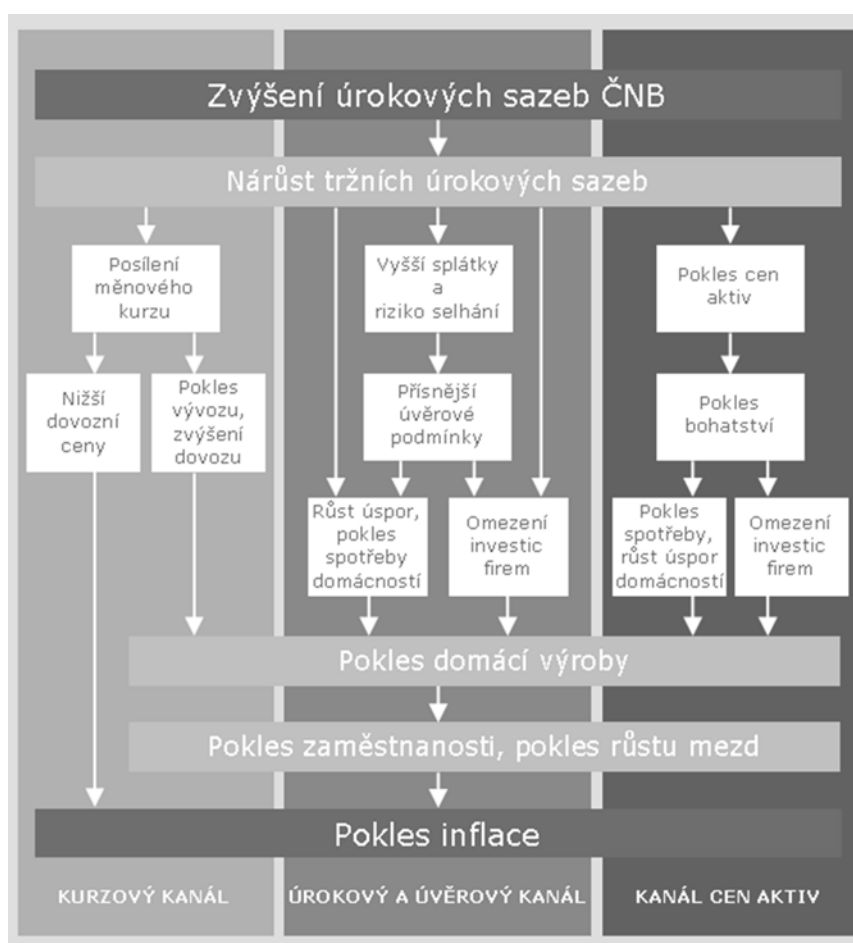 Zvýšení úrokových sazeb ČNB
Nárůst tržních úrokových sazeb
Posílení
měnového
kurzu
Vyšší splátky
a
riziko selhání
Pokles cen
aktiv
Nižší
dovozní
ceny
Pokles
vývozu,
zvýšení
dovozu
Přísnější
úvěrové
podmínky
Pokles
bohatství
Růst úspor,
pokles
spotřeby
domácností
Omezení
investic
firem
Pokles
spotřeby,
růst úspor
domácností
Omezení
investic
firem
Pokles domácí výroby
Pokles zaměstnanosti, pokles růstu mezd
Pokles inflace
KURZOVÝ KANÁL
ÚROKOVÝ A ÚVĚROVÝ KANÁL
KANÁL CEN AKTIV